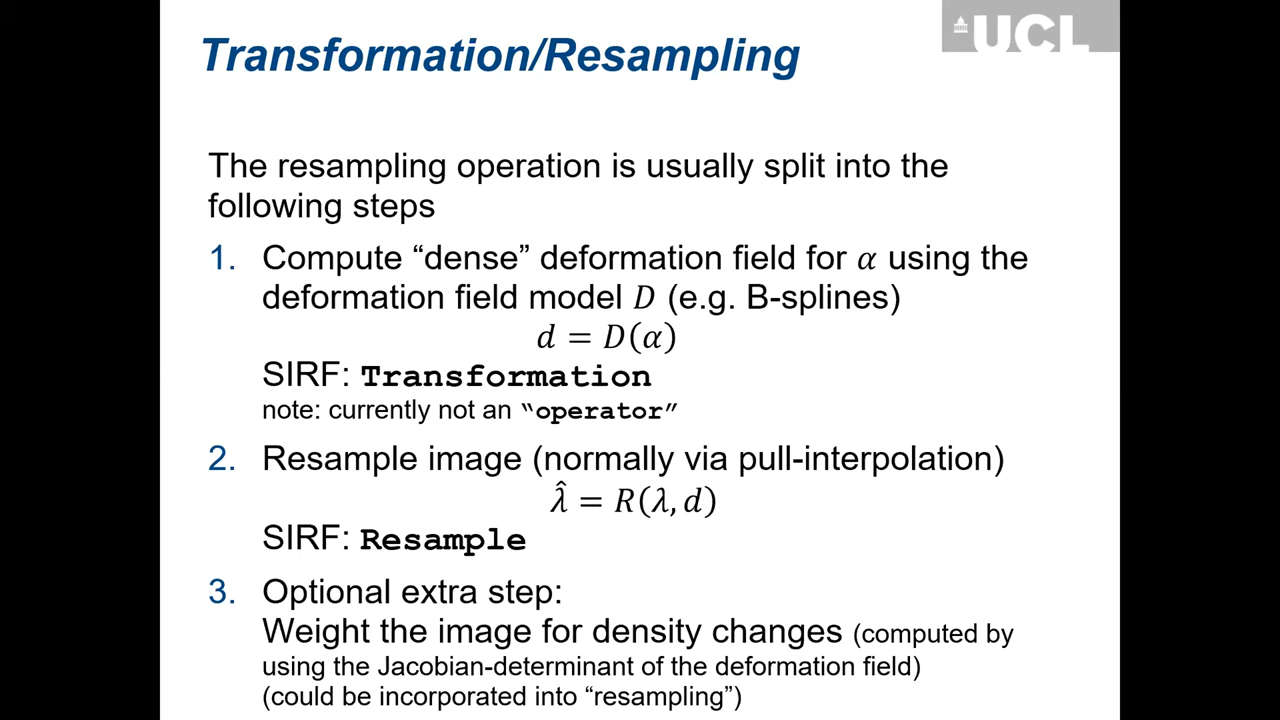 UCL
Transformation/Resampling
The resampling operation is usually split into the
following steps
1. Compute “dense” deformation field for α using the
deformation field model D (e.g. B-splines)
d = D(α)
SIRF: Transformation
note: currently not an “operator”
2. Resample image (normally via pull-interpolation)
λ̂ = R(λ, d)
SIRF: Resample
3. Optional extra step:
Weight the image for density changes (computed by
using the Jacobian-determinant of the deformation field)
(could be incorporated into “resampling”)